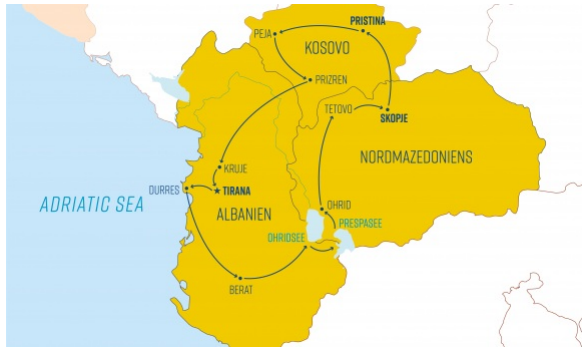 PRISTINA
PEJA
KOSOVO
PRIZREN
TETOVO
SKOPJE
NORDMAZEDONIENS
KRUJE
DURRES
TIRANA
ADRIATIC SEA
ALBANIEN
OHRID
PRESPASEE
OHRIDSEE
BERAT